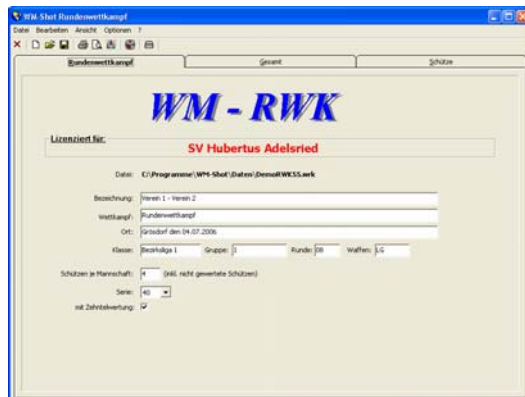 WM-Shot Rundenwettkampf
Datei Bearbeiten Ansicht Optionen ?
Rundenwettkampf Gesamt Schütze
WM - RWK
Lizenziert für:
SV Hubertus Adelsried
Datei: C:\Programme\WM-Shot\Daten\DemoRWKSS.wrk
Bezeichnung: Verein 1 - Verein 2
Wettkampf: Rundenwettkampf
Ort: Grösdorf den 04.07.2006
Klasse: Bezirksliga 1 Gruppe: 1 Runde: 08 Waffen: LG
Schützen je Mannschaft: 4 (inkl. nicht gewertete Schützen)
Serie: 40
mit Zehntelwertung: